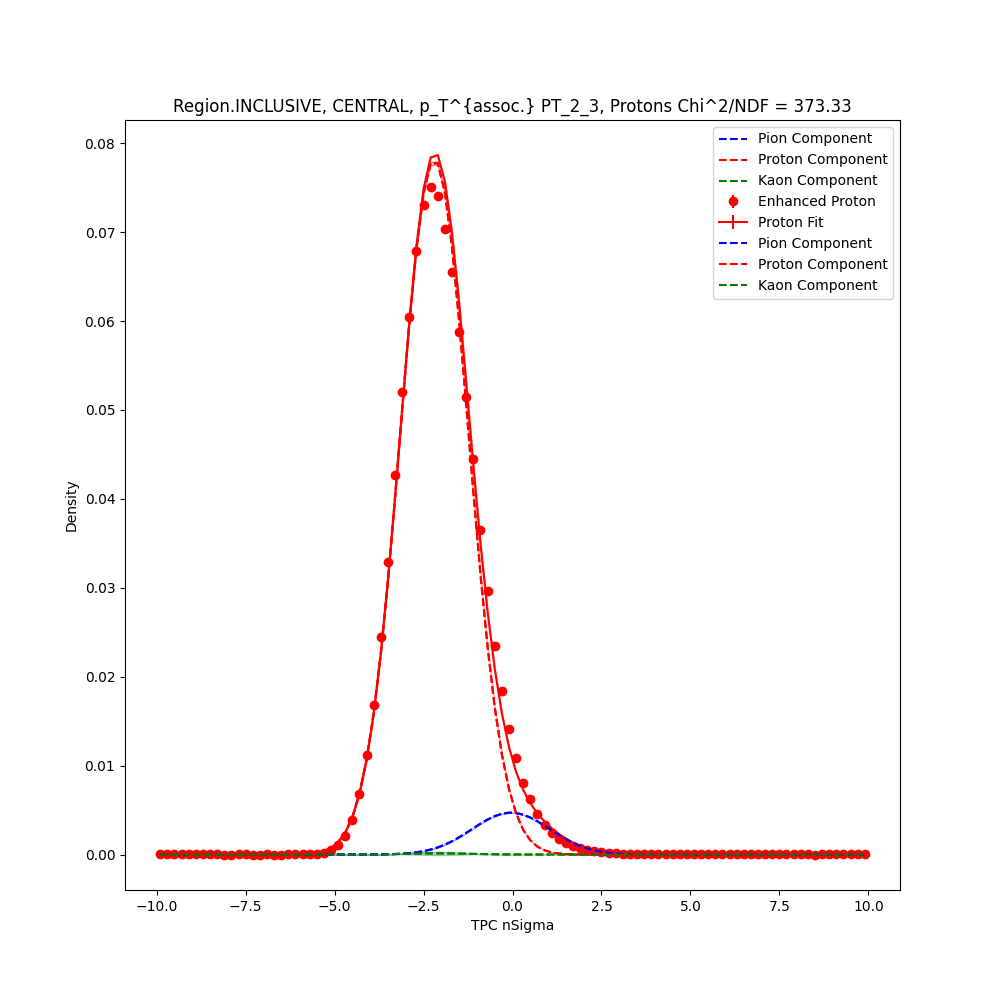 Region.INCLUSIVE, CENTRAL, p_T^{assoc.} PT_2_3, Protons Chi^2/NDF = 373.33
Pion Component
Proton Component
Kaon Component
Enhanced Proton
Proton Fit
Pion Component
Proton Component
Kaon Component
0.08
0.07
0.06
0.05
0.04
0.03
0.02
0.01
0.00
Density
−10.0 −7.5 −5.0 −2.5 0.0 2.5 5.0 7.5 10.0
TPC nSigma